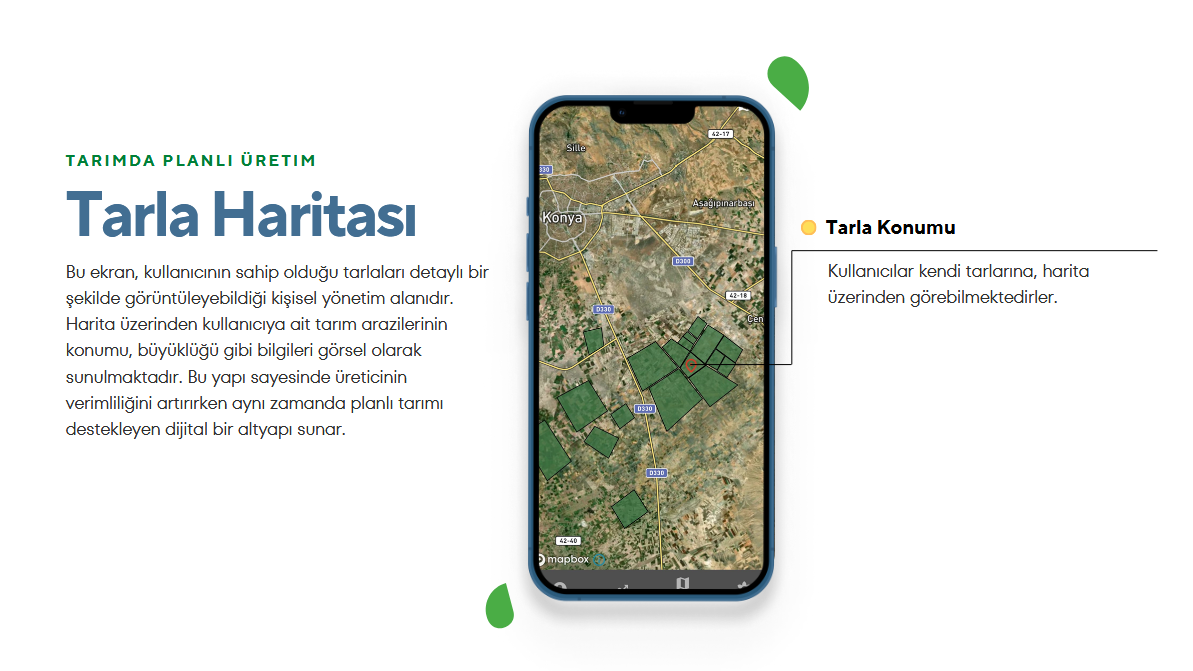 TARIMDA PLANLI ÜRETIM
Tarla Haritası
Bu ekran, kullanıcının sahip olduğu tarlaları detaylı bir
şekilde görüntüleyebildiği kişisel yönetim alanıdır.
Harita üzerinden kullanıcıya ait tarım arazilerinin
konumu, büyüklüğü gibi bilgileri görsel olarak
sunulmaktadır. Bu yapı sayesinde üreticinin
verimliliğini artırırken aynı zamanda planlı tarımı
destekleyen dijital bir altyapı sunar.
42-17
Sille
330
Aşağıpınarbaşı
Konya
D300
42-18
D330
Cen
D330
D330
42-40
mapbox
Tarla Konumu
Kullanıcılar kendi tarlarına, harita
üzerinden görebilmektedirler.